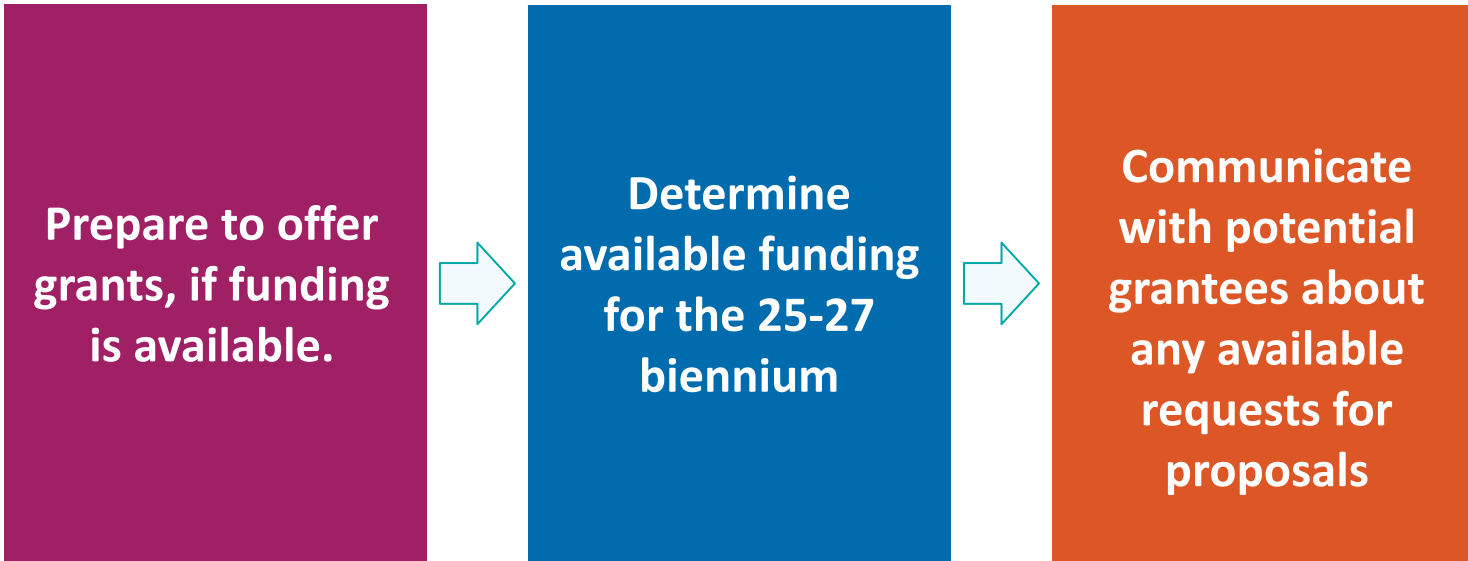 Prepare to offer
grants, if funding
is available.
Determine
available funding
for the 25-27
biennium
Communicate
with potential
grantees about
any available
requests for
proposals